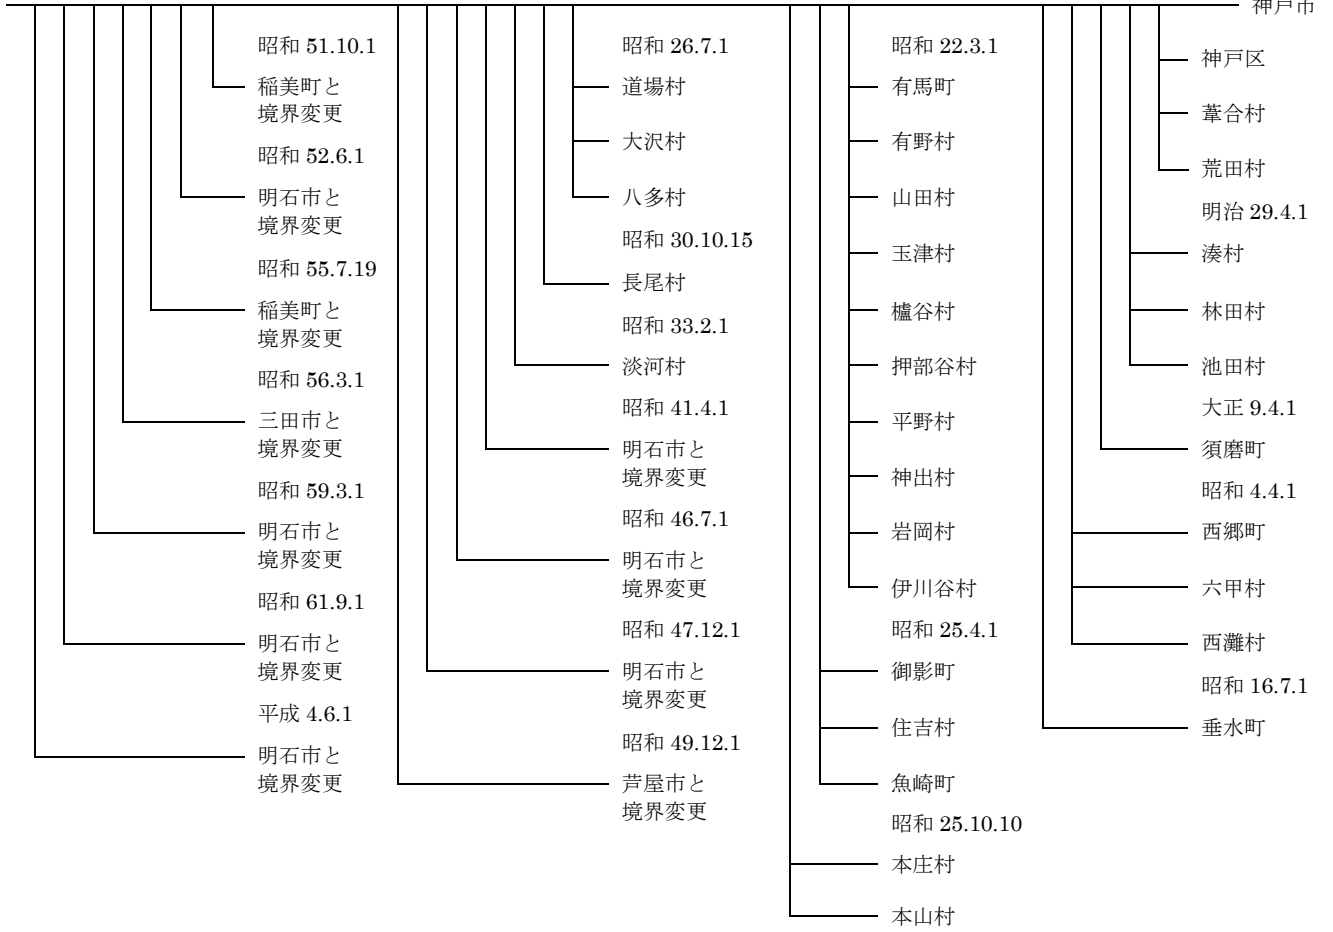 神戸市
神戸区
葺合村
荒田村
明治 29.4.1
湊村
林田村
池田村
大正 9.4.1
須磨町
昭和 4.4.1
西郷町
六甲村
西灘村
昭和 16.7.1
垂水町
昭和 22.3.1
有馬町
有野村
山田村
玉津村
櫨谷村
押部谷村
平野村
神出村
岩岡村
伊川谷村
昭和 25.4.1
御影町
住吉村
魚崎町
昭和 25.10.10
本庄村
本山村
昭和 26.7.1
道場村
大沢村
八多村
昭和 30.10.15
長尾村
昭和 33.2.1
淡河村
昭和 41.4.1
明石市と
境界変更
昭和 46.7.1
明石市と
境界変更
昭和 47.12.1
明石市と
境界変更
昭和 49.12.1
芦屋市と
境界変更
昭和 51.10.1
稲美町と
境界変更
昭和 52.6.1
明石市と
境界変更
昭和 55.7.19
稲美町と
境界変更
昭和 56.3.1
三田市と
境界変更
昭和 59.3.1
明石市と
境界変更
昭和 61.9.1
明石市と
境界変更
平成 4.6.1
明石市と
境界変更